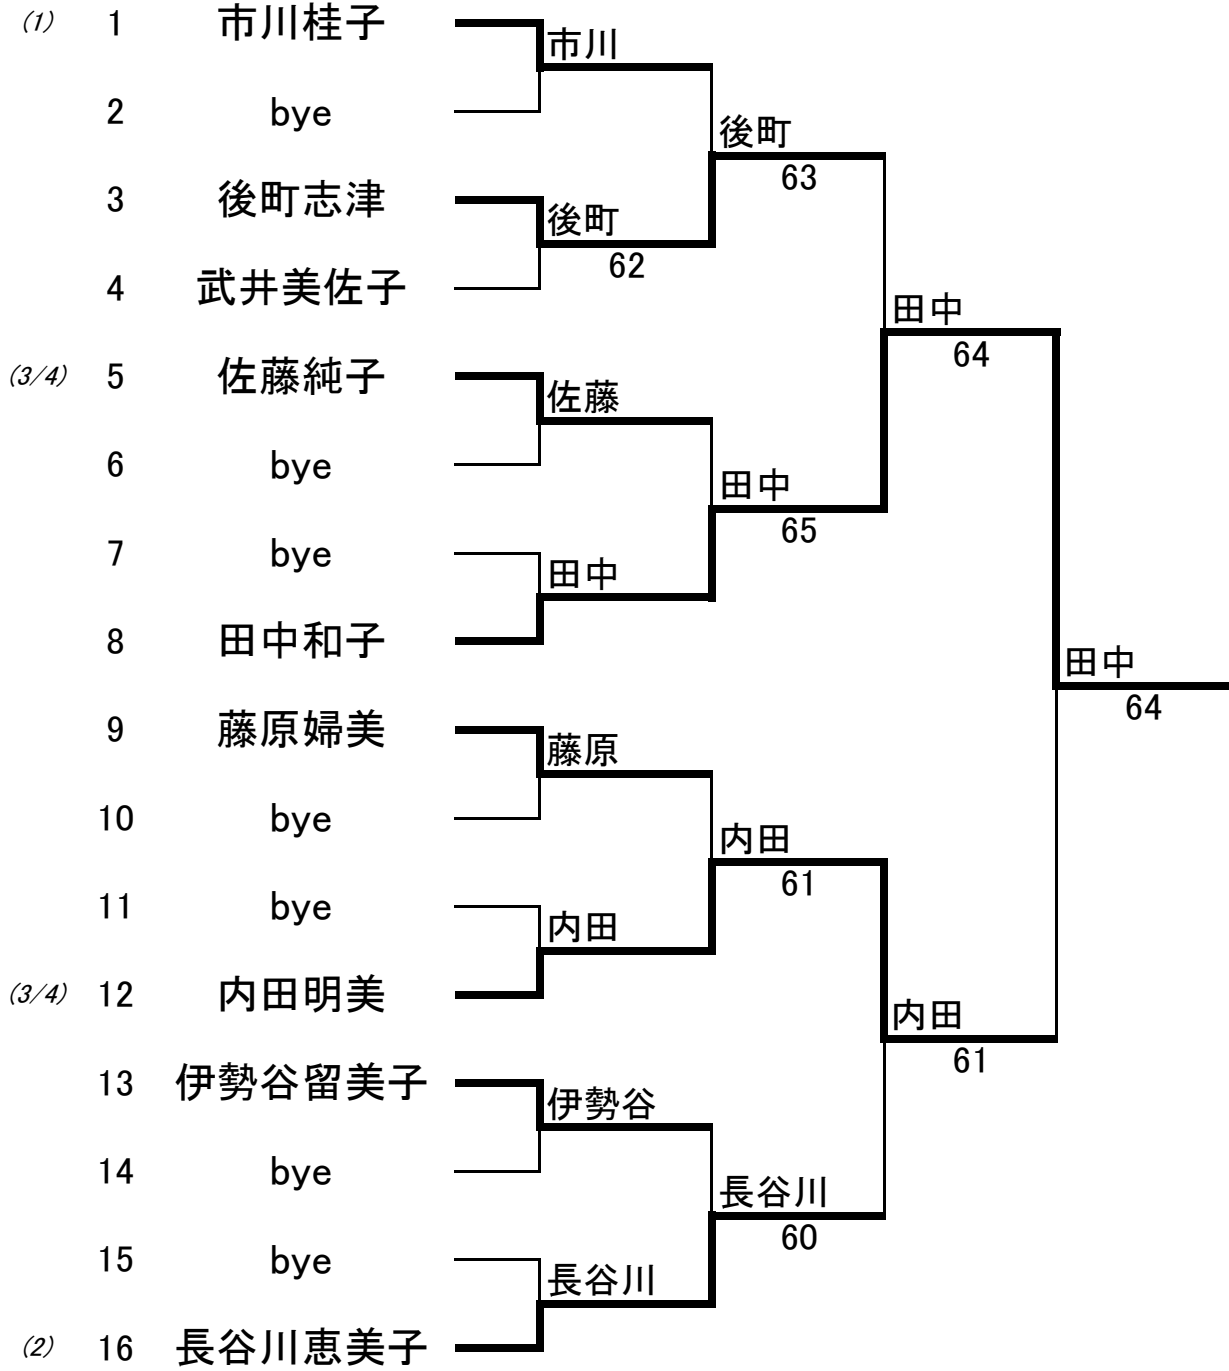 (1) 1 市川桂子
市川
2 bye
後町
63
3 後町志津
後町
62
4 武井美佐子
田中
64
(3/4) 5 佐藤純子
佐藤
6 bye
田中
65
7 bye
田中
8 田中和子
田中
64
9 藤原婦美
藤原
10 bye
内田
61
11 bye
内田
(3/4) 12 内田明美
内田
61
13 伊勢谷留美子
伊勢谷
14 bye
長谷川
60
15 bye
長谷川
(2) 16 長谷川恵美子